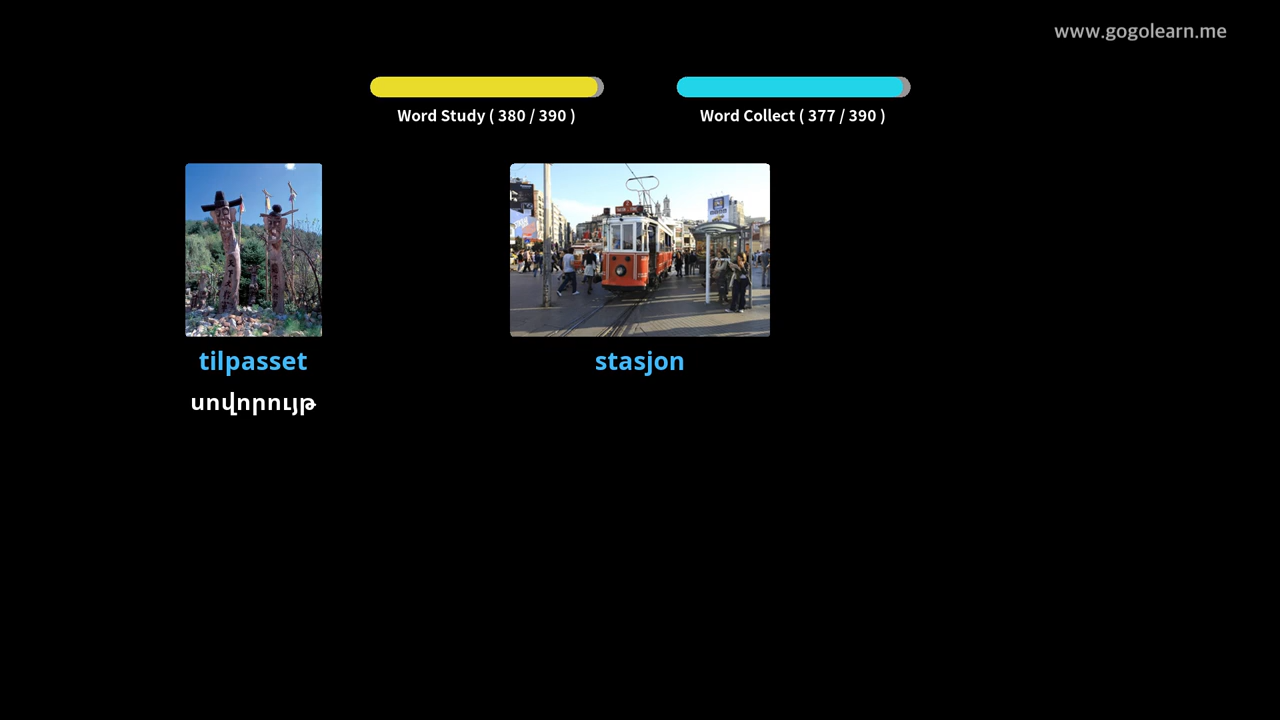 www.gogolearn.me
Word Study ( 380 / 390 )
Word Collect ( 377 / 390 )
tilpasset
stasjon
սովորույթ